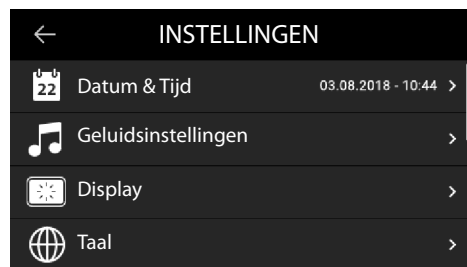 INSTELLINGEN
22 Datum & Tijd 03.08.2018 - 10:44
Geluidsinstellingen
Display
Taal